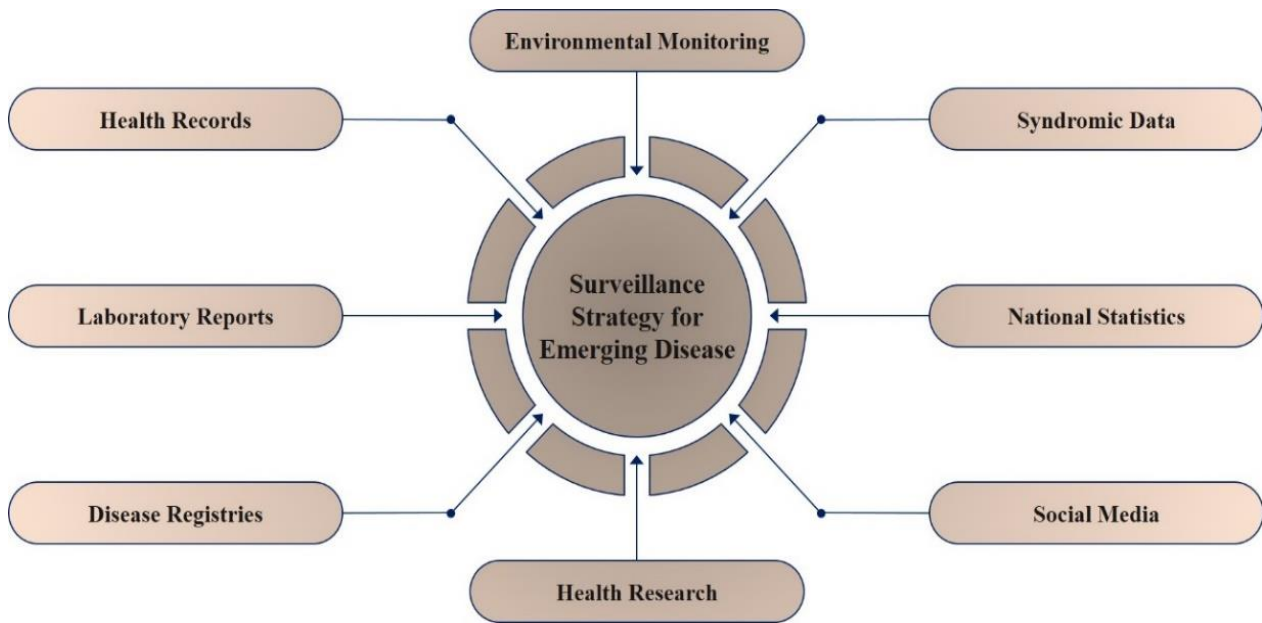 Environmental Monitoring
Health Records
Syndromic Data
Surveillance
Strategy for
Emerging Disease
Laboratory Reports
National Statistics
Disease Registries
Social Media
Health Research